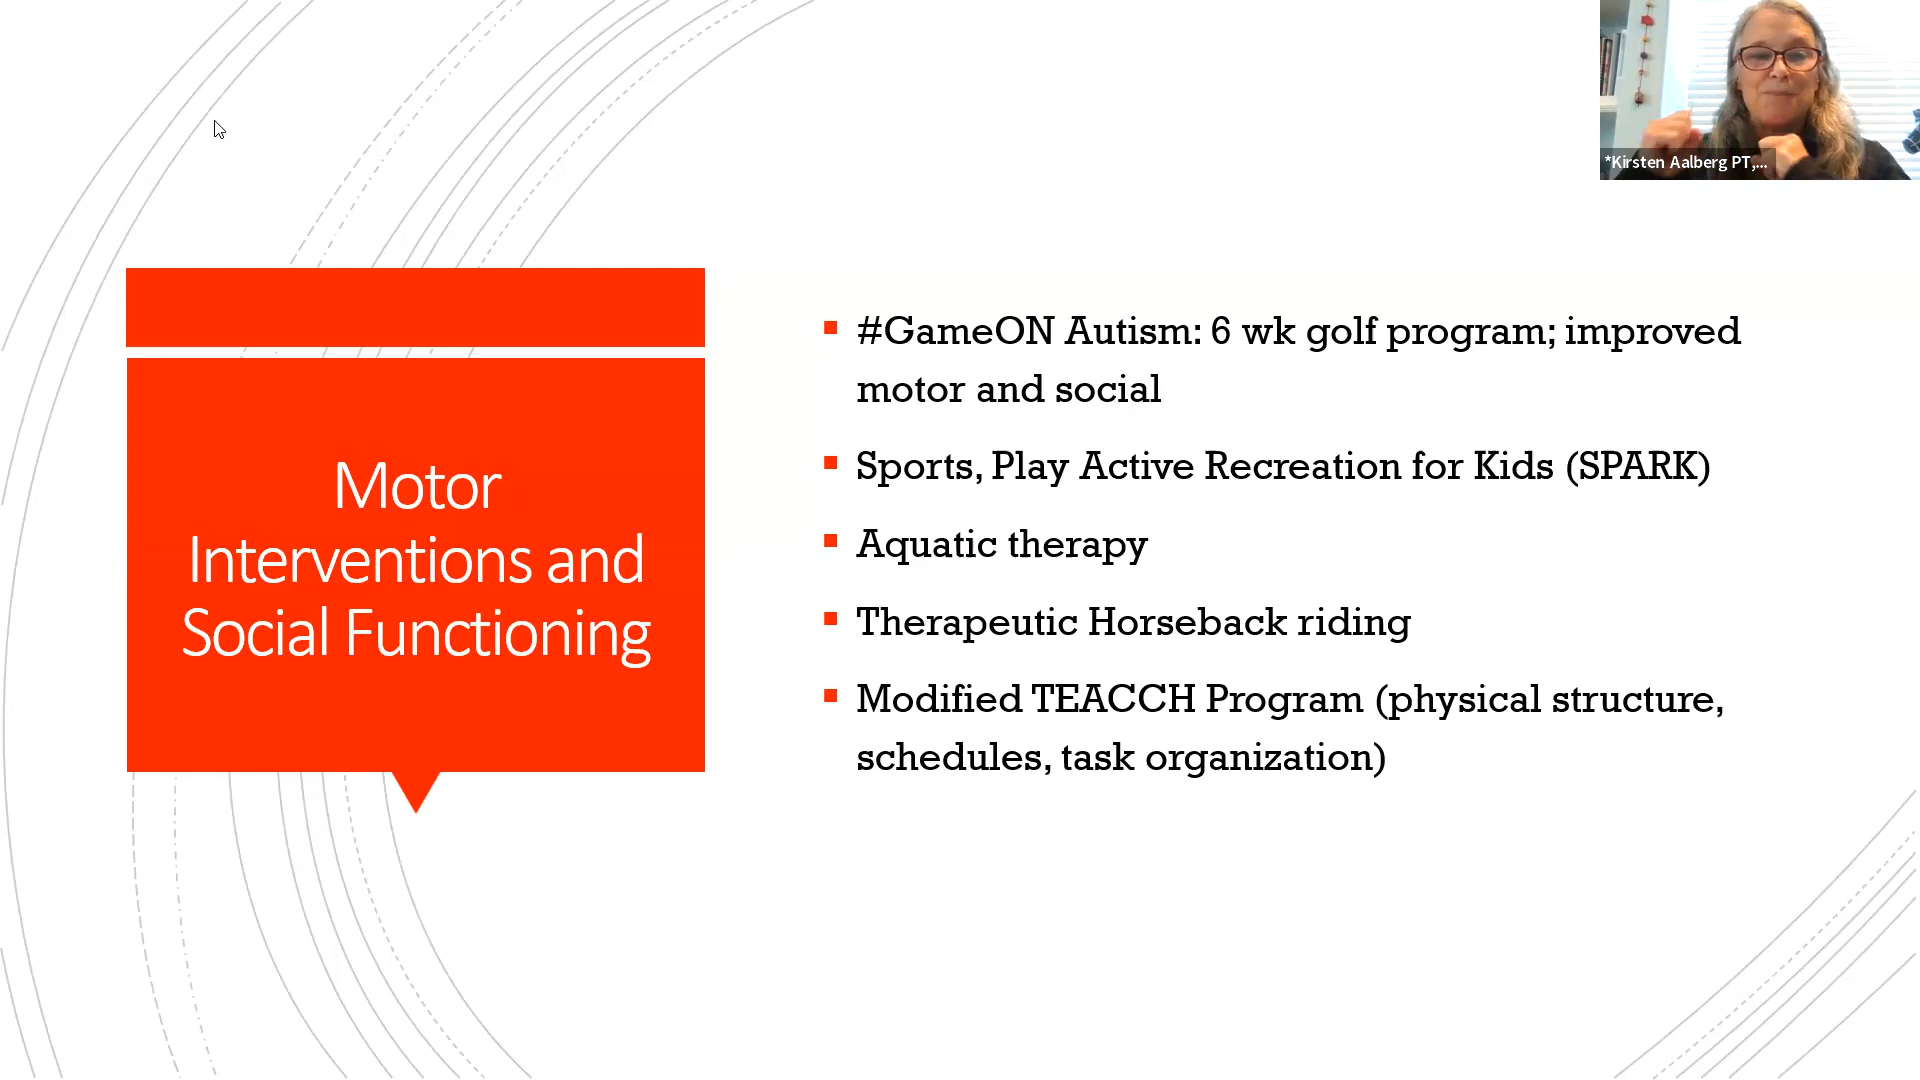 *Kirsten Aalberg PT,...
Motor
Interventions and
Social Functioning
#GameON Autism: 6 wk golf program; improved
motor and social
Sports, Play Active Recreation for Kids (SPARK)
Aquatic therapy
Therapeutic Horseback riding
Modified TEACCH Program (physical structure,
schedules, task organization)